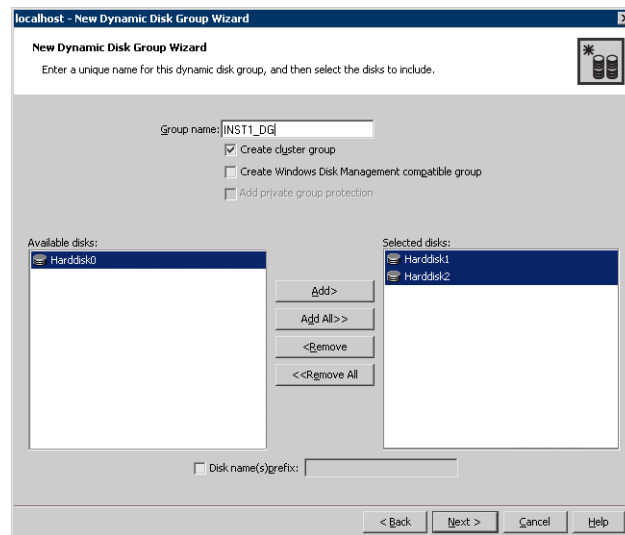 localhost - New Dynamic Disk Group Wizard
New Dynamic Disk Group Wizard
Enter a unique name for this dynamic disk group, and then select the disks to include.
Group name: INST1_DG
Create cluster group
Create Windows Disk Management compatible group
Add private group protection
Available disks:
Selected disks:
Harddisk0
Harddisk1
Harddisk2
Add>
Add All>>
<Remove
<<Remove All
Disk name(s)prefix:
< Back
Next >
Cancel
Help